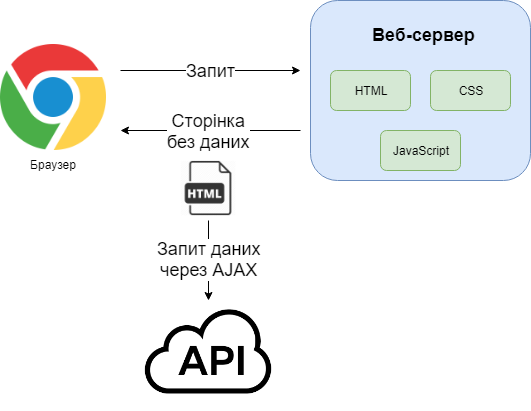 Веб-сервер
Запит
HTML
CSS
Сторінка
без даних
JavaScript
Браузер
HTML
Запит даних
через AJAX
API